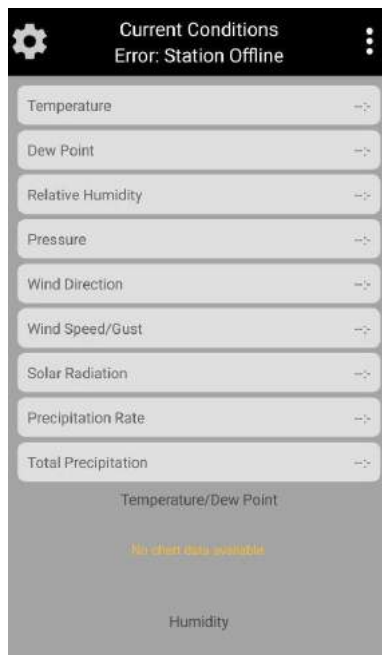 Current Conditions
Error: Station Offline
Temperature --:-
Dew Point --:-
Relative Humidity --:-
Pressure --:-
Wind Direction --:-
Wind Speed/Gust --:-
Solar Radiation --:-
Precipitation Rate --:-
Total Precipitation --:-
Temperature/Dew Point
No chart data available.
Humidity